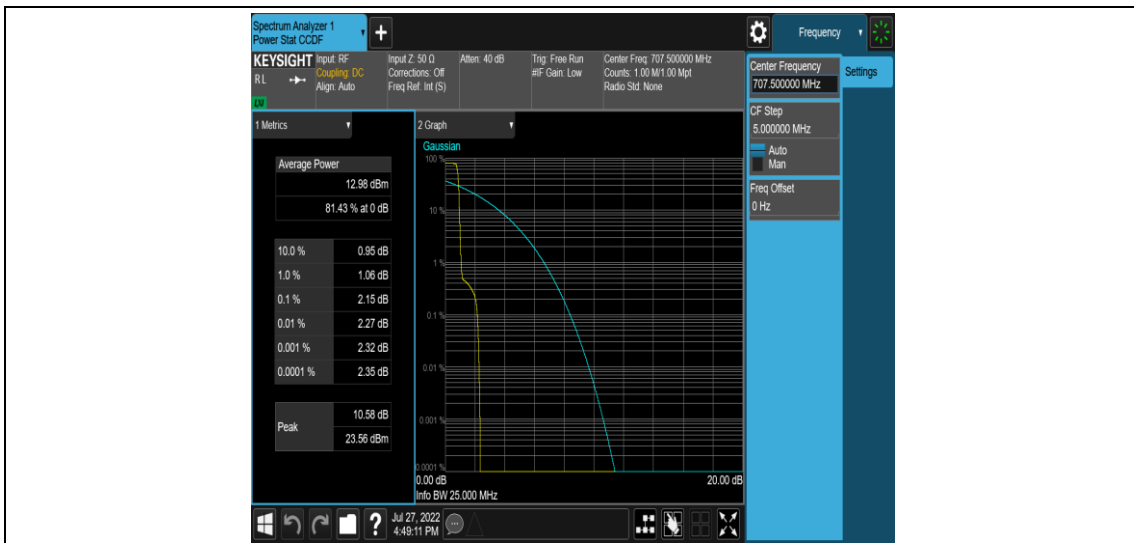 Spectrum Analyzer 1
Power Stat CCDF
Frequency
KEYSIGHT
RL
LXI
Input: RF
Coupling: DC
Align: Auto
Input Z: 50 Ω
Corrections: Off
Freq Ref: Int (S)
Atten: 40 dB
Trig: Free Run
#IF Gain: Low
Center Freq: 707.500000 MHz
Counts: 1.00 M/1.00 Mpt
Radio Std: None
Center Frequency
707.500000 MHz
Settings
CF Step
5.000000 MHz
Auto
Man
Freq Offset
0 Hz
1 Metrics
Average Power
12.98 dBm
81.43 % at 0 dB
10.0 % 0.95 dB
1.0 % 1.06 dB
0.1 % 2.15 dB
0.01 % 2.27 dB
0.001 % 2.32 dB
0.0001 % 2.35 dB
Peak
10.58 dB
23.56 dBm
2 Graph
Gaussian
100 %
10 %
1 %
0.1 %
0.01 %
0.001 %
0.0001 %
0.00 dB 20.00 dB
Info BW 25.000 MHz
Jul 27, 2022
4:49:11 PM